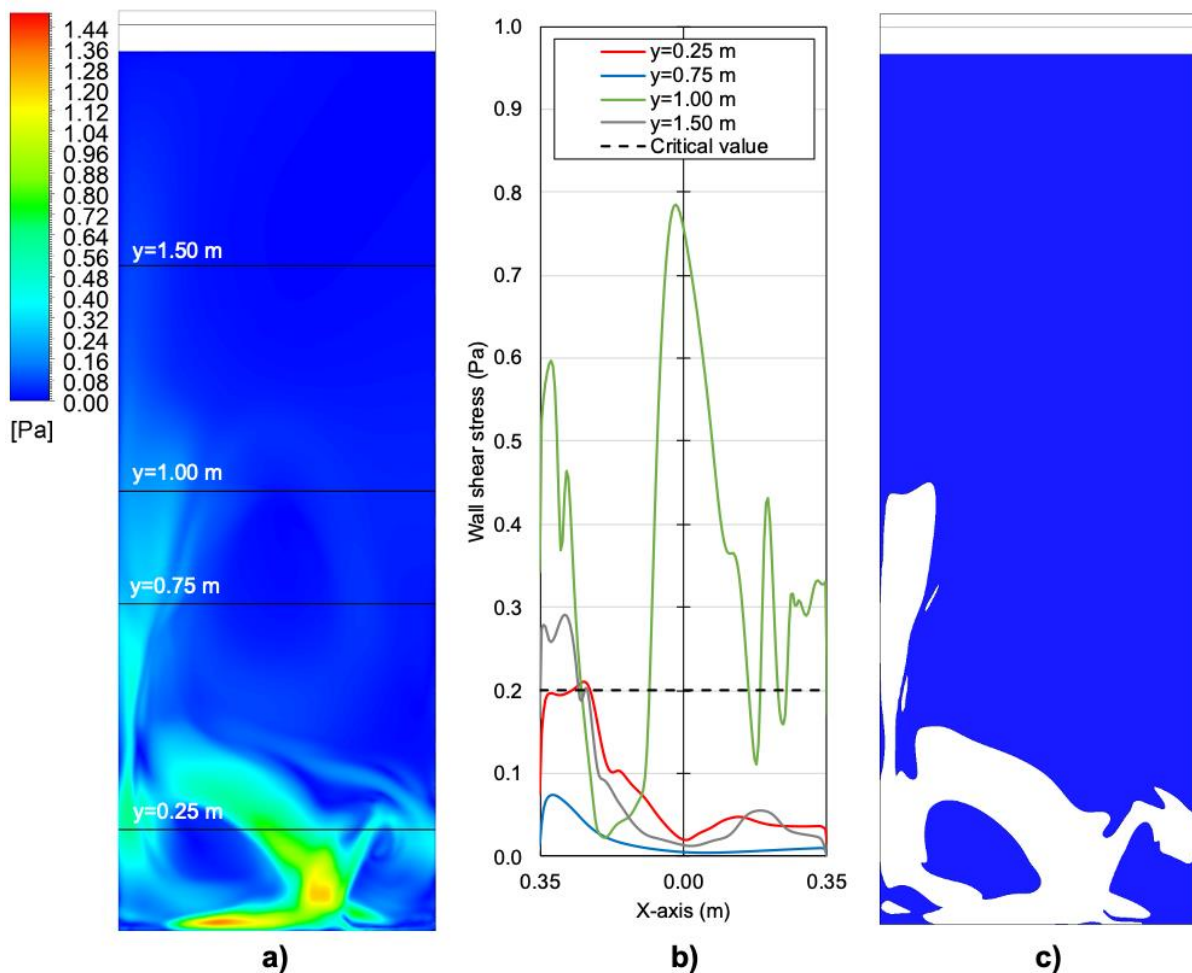 1.44
1.36
1.28
1.20
1.12
1.04
0.96
0.88
0.80
0.72
0.64
0.56
0.48
0.40
0.32
0.24
0.16
0.08
0.00
[Pa]
y=1.50 m
y=1.00 m
y=0.75 m
y=0.25 m
a)
1.0
0.9
0.8
0.7
0.6
0.5
0.4
0.3
0.2
0.1
0.0
Wall shear stress (Pa)
y=0.25 m
y=0.75 m
y=1.00 m
y=1.50 m
Critical value
0.35
0.00
0.35
X-axis (m)
b)
c)